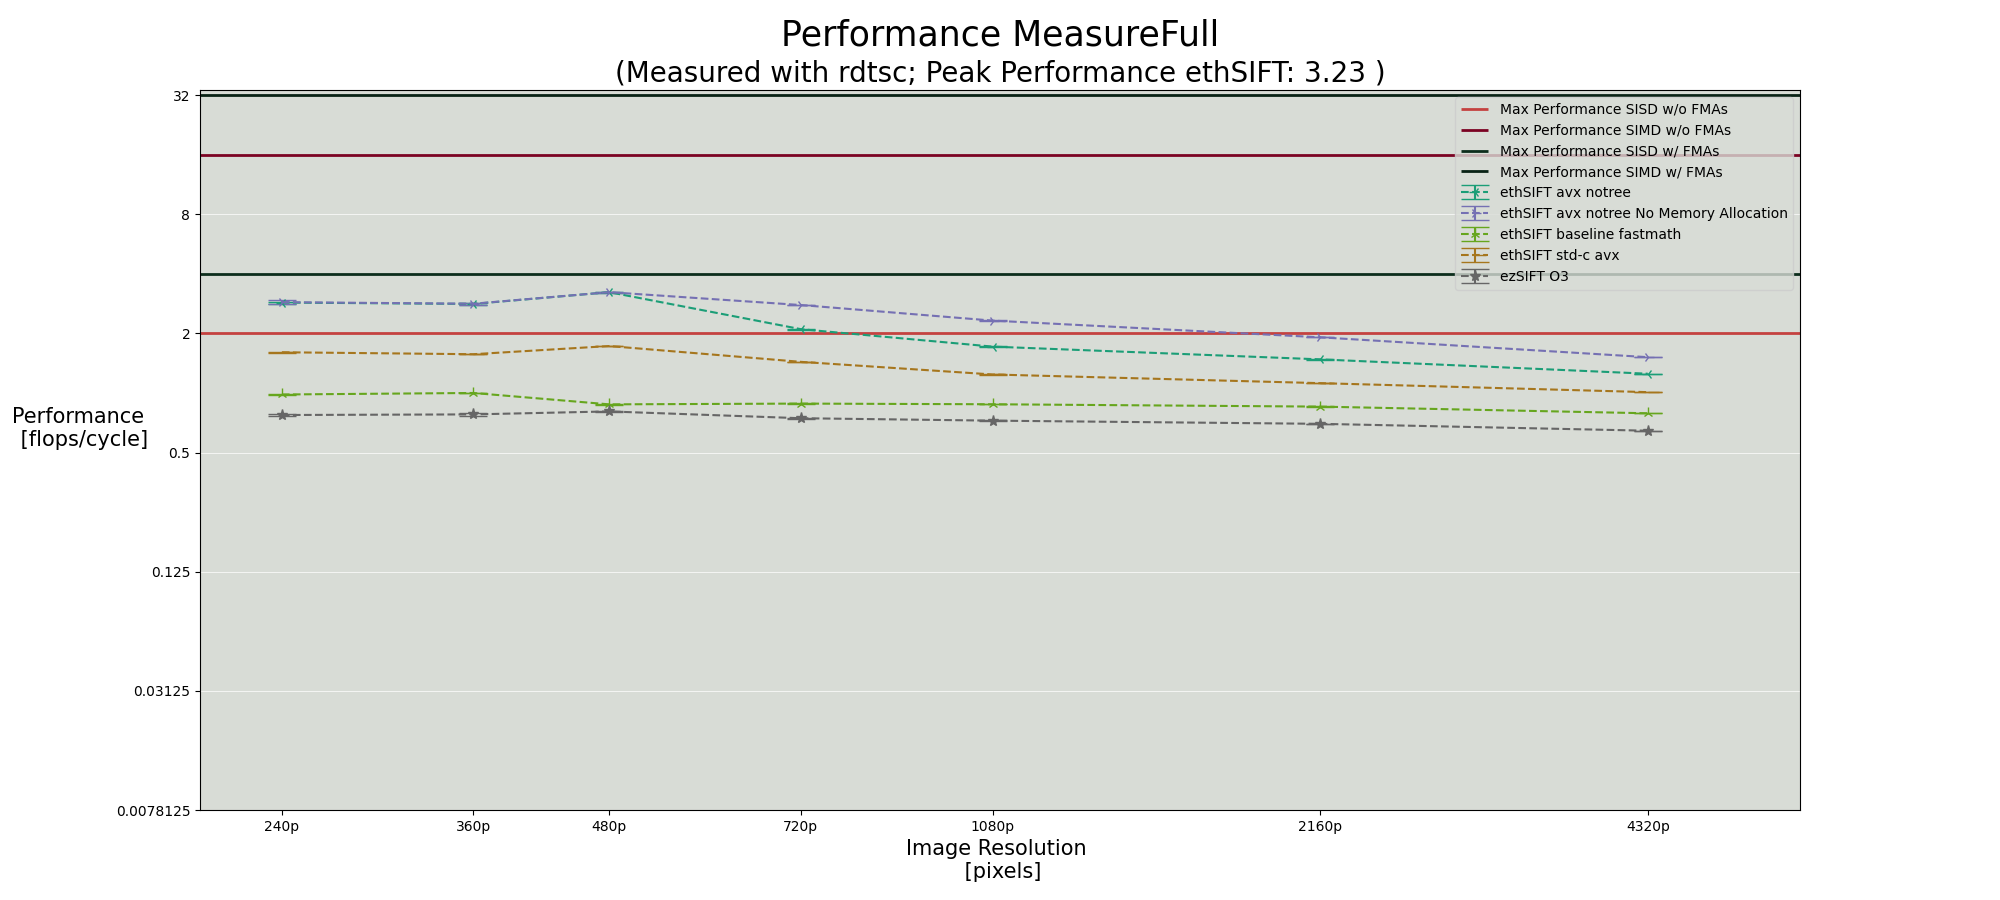 Performance MeasureFull
(Measured with rdtsc; Peak Performance ethSIFT: 3.23 )
32
8
2
0.5
0.125
0.03125
0.0078125
Performance
[flops/cycle]
Max Performance SISD w/o FMAs
Max Performance SIMD w/o FMAs
Max Performance SISD w/ FMAs
Max Performance SIMD w/ FMAs
ethSIFT avx notree
ethSIFT avx notree No Memory Allocation
ethSIFT baseline fastmath
ethSIFT std-c avx
ezSIFT O3
240p 360p 480p 720p 1080p 2160p 4320p
Image Resolution
[pixels]